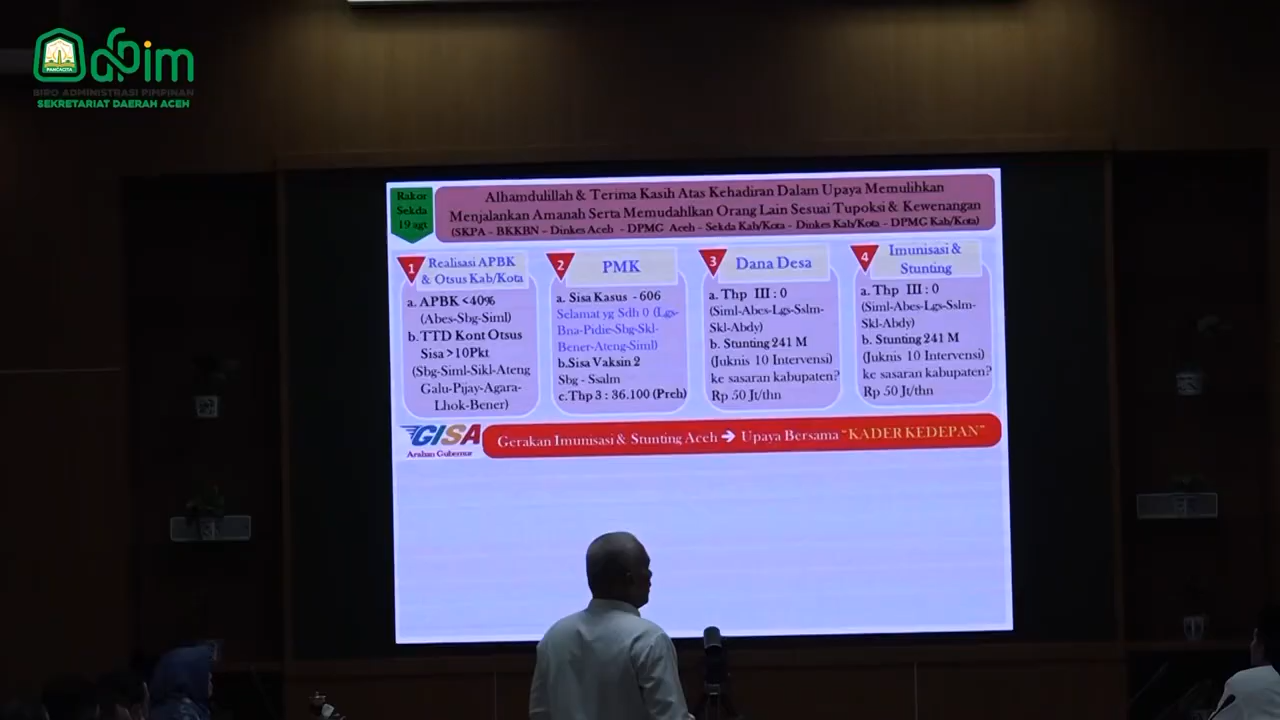 apim
PANCACITA
BIRO ADMINISTRASI PIMPINAN
SEKRETARIAT DAERAH ACEH
Rakor
Sekda
19 agt
Alhamdulillah & Terima Kasih Atas Kehadiran Dalam Upaya Memulihkan
Menjalankan Amanah Serta Memudahlkan Orang Lain Sesuai Tupoksi & Kewenangan
(SKPA - BKKBN - Dinkes Aceh - DPMG Aceh - Sekda Kab/Kota - Dinkes Kab/Kota - DPMG Kab/Kota)
1
Realisasi APBK
& Otsus Kab/Kota
a. APBK <40%
(Abes-Sbg-Siml)
b. TTD Kont Otsus
Sisa >10Pkt
(Sbg-Siml-Sikl-Ateng
Galu-Pijay-Agara-
Lhok-Bener)
2
PMK
a. Sisa Kasus - 606
Selamat yg Sdh 0 (Lgs-
Bna-Pidie-Sbg-Skl-
Bener-Ateng-Siml)
b.Sisa Vaksin 2
Sbg - Ssalm
c.Thp 3 : 36.100 (Preh)
3
Dana Desa
a. Thp III : 0
(Siml-Abes-Lgs-Sslm-
Skl-Abdy)
b. Stunting 241 M
(Juknis 10 Intervensi)
ke sasaran kabupaten?
Rp 50 Jt/thn
4
Imunisasi &
Stunting
a. Thp III : 0
(Siml-Abes-Lgs-Sslm-
Skl-Abdy)
b. Stunting 241 M
(Juknis 10 Intervensi)
ke sasaran kabupaten?
Rp 50 Jt/thn
GISA
Arahan Gubernur
Gerakan Imunisasi & Stunting Aceh ➔ Upaya Bersama "KADER KEDEPAN"